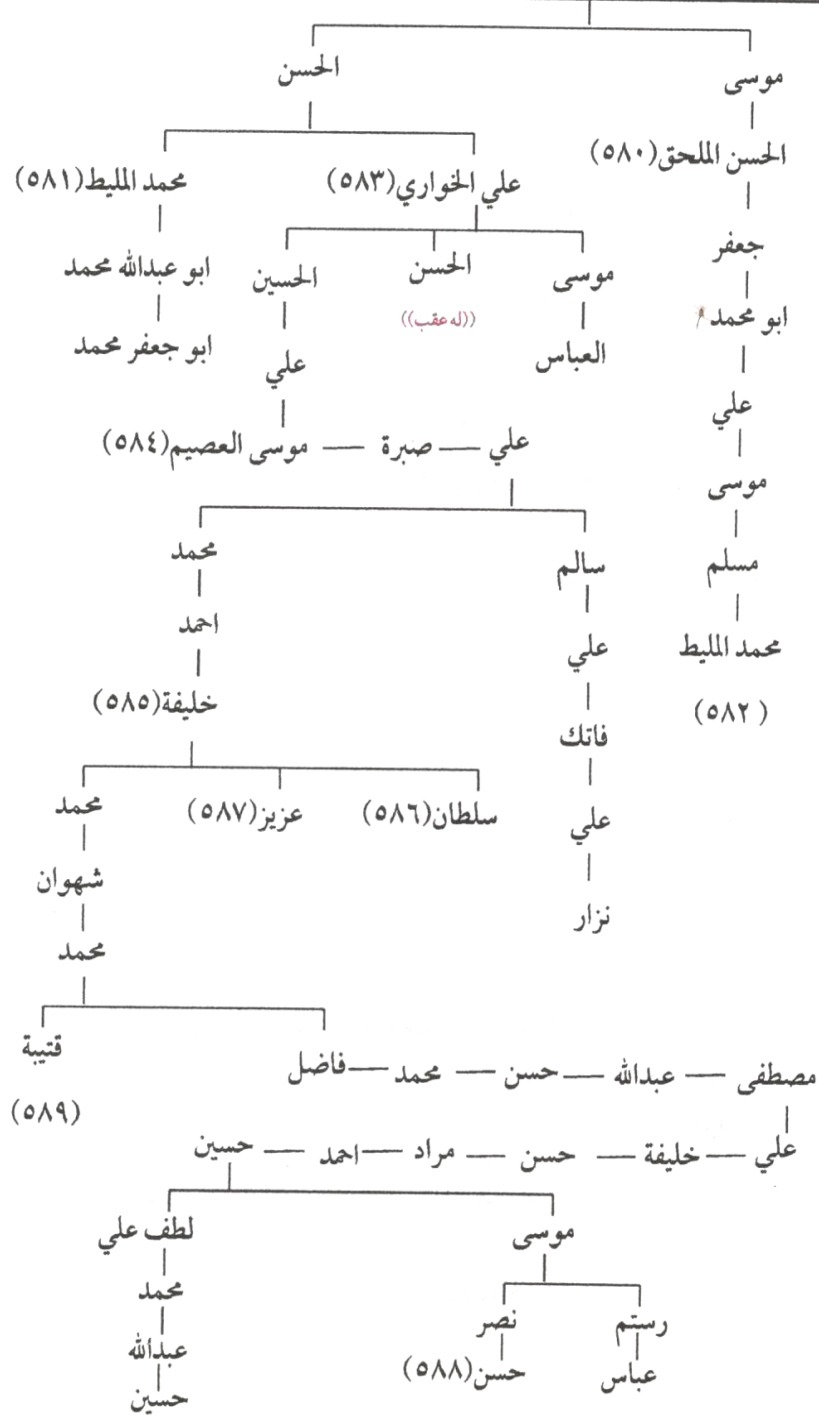 موسى الحسن
الحسن الملحق(٥٨٠)
علي الخواري(٥٨٣) محمد المليط(٥٨١)
جعفر
موسى الحسن الحسين ابو عبدالله محمد
ابو محمد ((له عقب))
العباس علي ابو جعفر محمد
علي
علي — صبرة — موسى العصيم(٥٨٤)
موسى
سالم محمد
مسلم
علي احمد
محمد المليط
(٥٨٢) خليفة(٥٨٥)
فاتك
سلطان(٥٨٦) عزيز(٥٨٧) محمد
علي
شهوان
نزار
محمد
قتيبة
مصطفى — عبدالله — حسن — محمد — فاضل
(٥٨٩)
علي — خليفة — حسن — مراد — احمد — حسين
موسى لطف علي
محمد
رستم نصر
عبدالله
عباس حسن(٥٨٨)
حسين